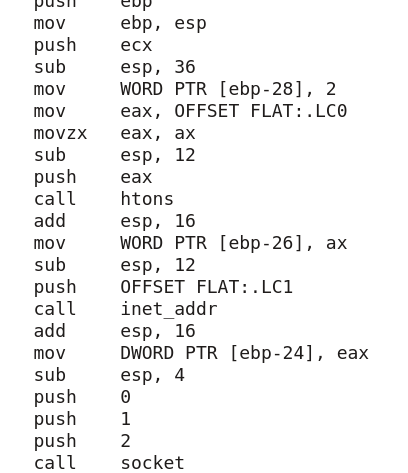 push ebp
mov ebp, esp
push ecx
sub esp, 36
mov WORD PTR [ebp-28], 2
mov eax, OFFSET FLAT:.LC0
movzx eax, ax
sub esp, 12
push eax
call htons
add esp, 16
mov WORD PTR [ebp-26], ax
sub esp, 12
push OFFSET FLAT:.LC1
call inet_addr
add esp, 16
mov DWORD PTR [ebp-24], eax
sub esp, 4
push 0
push 1
push 2
call socket